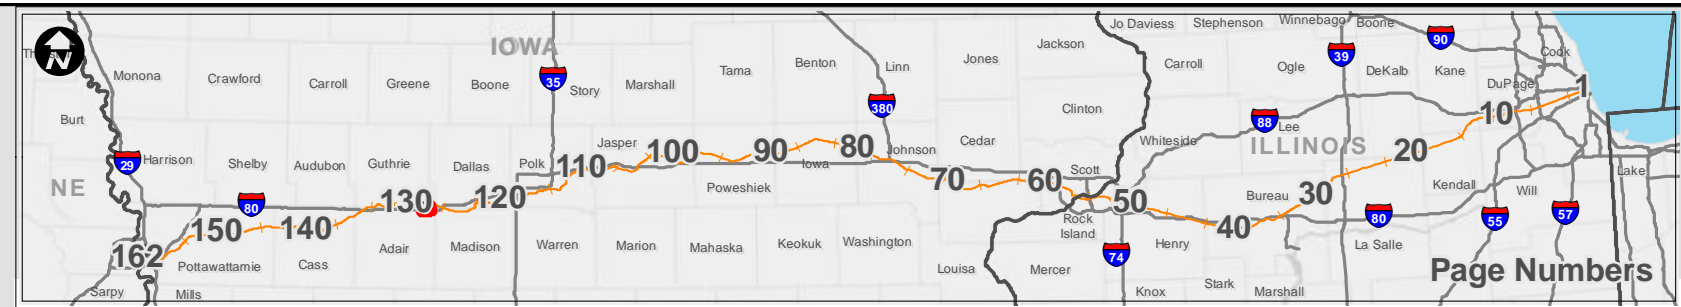 Jo Daviess Stephenson Winnebago Boone
IOWA
Jackson
90
Cook
39
N
Monona Crawford Carroll Greene Boone 35 Story Marshall Tama Benton Linn Jones Carroll Ogle DeKalb Kane
DuPage 1
380
Clinton
10
Burt
88 Lee
Whiteside
ILLINOIS
Jasper 100 90 80 Johnson Cedar
20
29 Harrison Shelby Audubon Guthrie Dallas Polk 110 Iowa Scott
Lake
NE
Poweshiek 70 60
Kendall Will
80 130 120 50 Bureau 30
150 140 Rock Island 40 80 55 57
162 Adair Madison Warren Marion Mahaska Keokuk Washington Henry La Salle
74
Pottawattamie Cass Louisa Mercer Page Numbers
Sarpy Mills Knox Stark Marshall